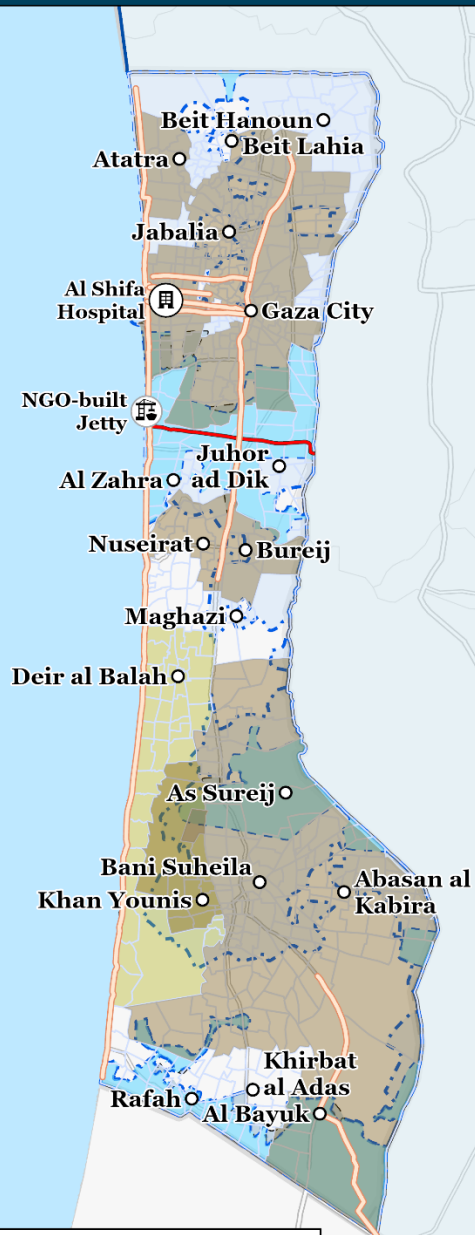 Beit Hanoun
Beit Lahia
Atatra
Jabalia
Al Shifa
Hospital
Gaza City
NGO-built
Jetty
Juhor
ad Dik
Al Zahra
Nuseirat
Bureij
Maghazi
Deir al Balah
As Sureij
Bani Suheila
Abasan al
Kabira
Khan Younis
Khirbat
al Adas
Rafah
Al Bayuk